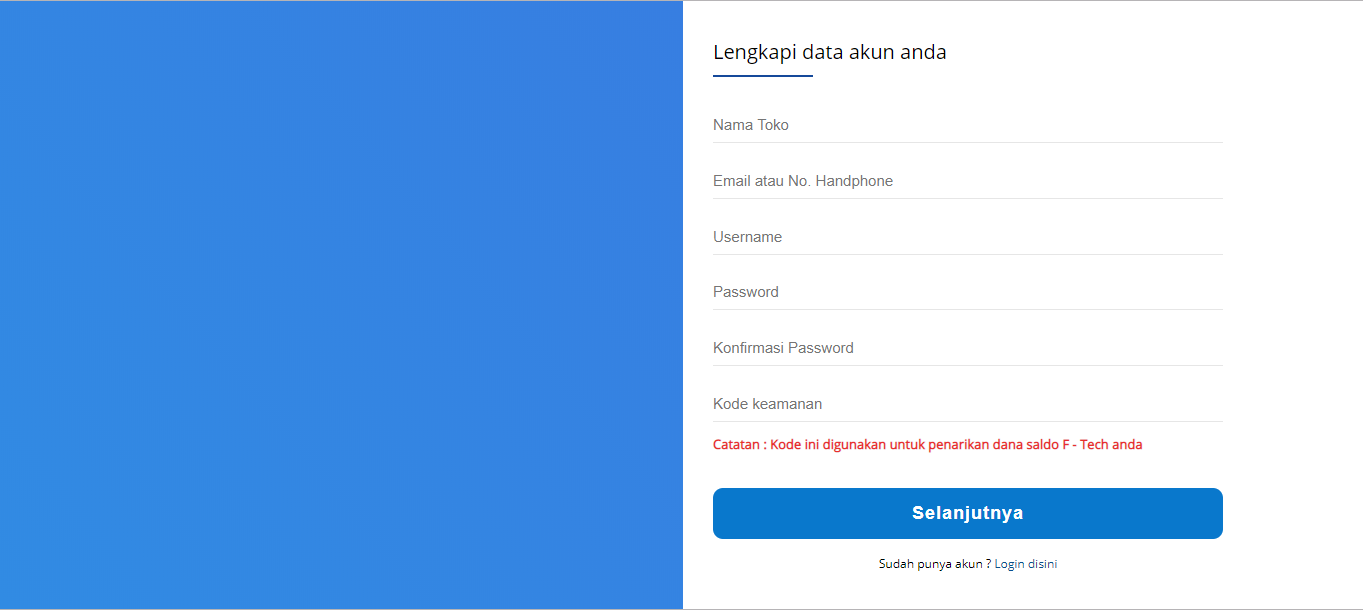 Lengkapi data akun anda
Nama Toko
Email atau No. Handphone
Username
Password
Konfirmasi Password
Kode keamanan
Catatan : Kode ini digunakan untuk penarikan dana saldo F - Tech anda
Selanjutnya
Sudah punya akun ? Login disini